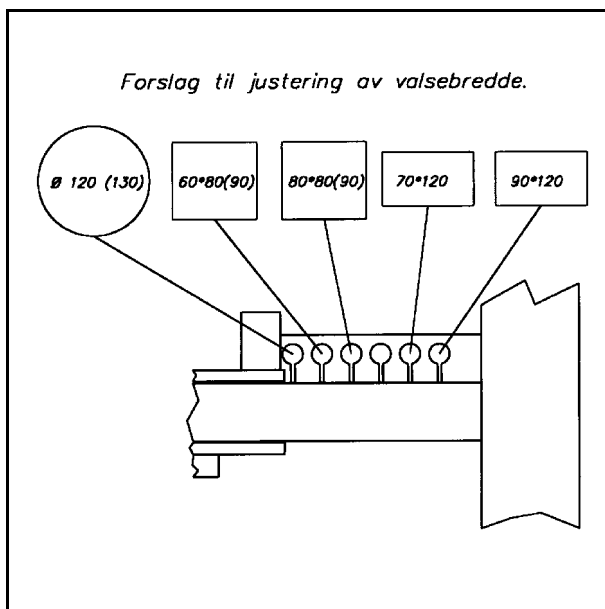 Forslag til justering av valsebredde.
Ø 120 (130)
60*80(90)
80*80(90)
70*120
90*120